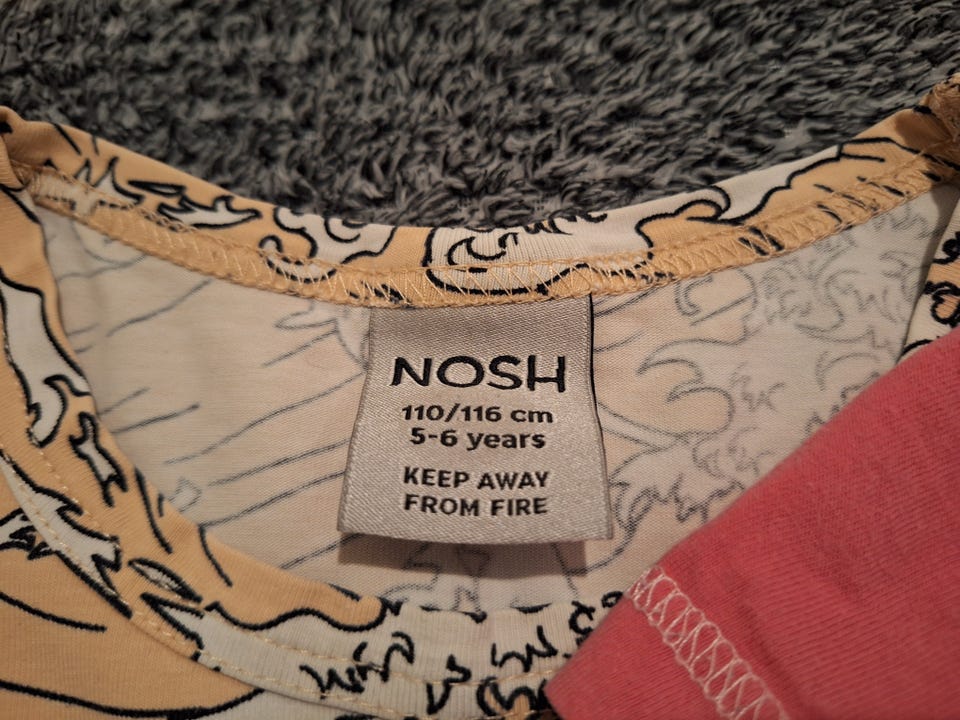 NOSH
110/116 cm
5-6 years
KEEP AWAY
FROM FIRE